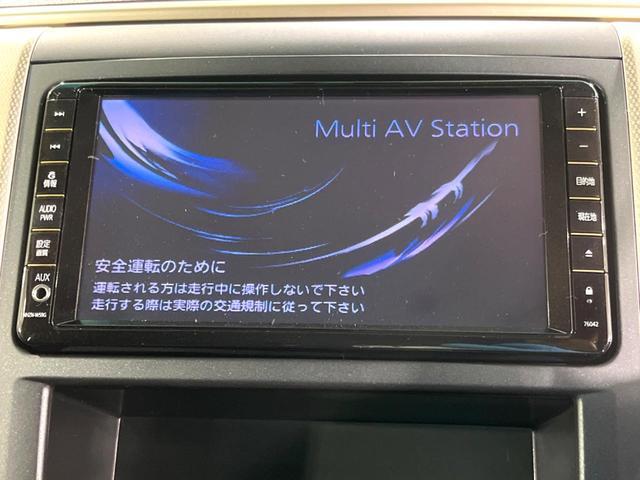 Multi AV Station
安全運転のために
運転される方は走行中に操作しないで下さい
走行する際は実際の交通規制に従って下さい
情報
AUDIO
PWR
設定
画質
AUX
目的地
現在地
76042